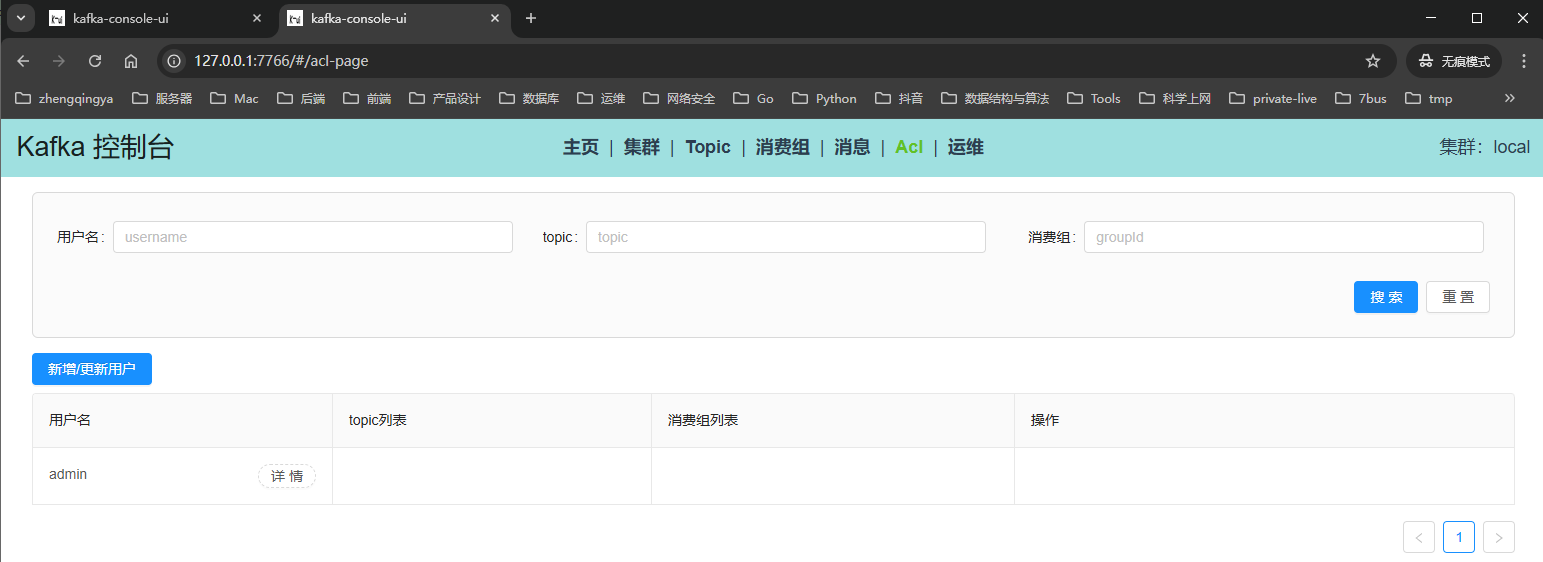 kafka-console-ui
kafka-console-ui
127.0.0.1:7766/#/acl-page
无痕模式
zhengqingya 服务器 Mac 后端 前端 产品设计 数据库 运维 网络安全 Go Python 抖音 数据结构与算法 Tools 科学上网 private-live 7bus tmp
Kafka 控制台 主页 | 集群 | Topic | 消费组 | 消息 | Acl | 运维 集群：local
用户名: username topic: topic 消费组: groupId
搜 索 重 置
新增/更新用户
用户名 topic列表 消费组列表 操作
admin 详 情
1